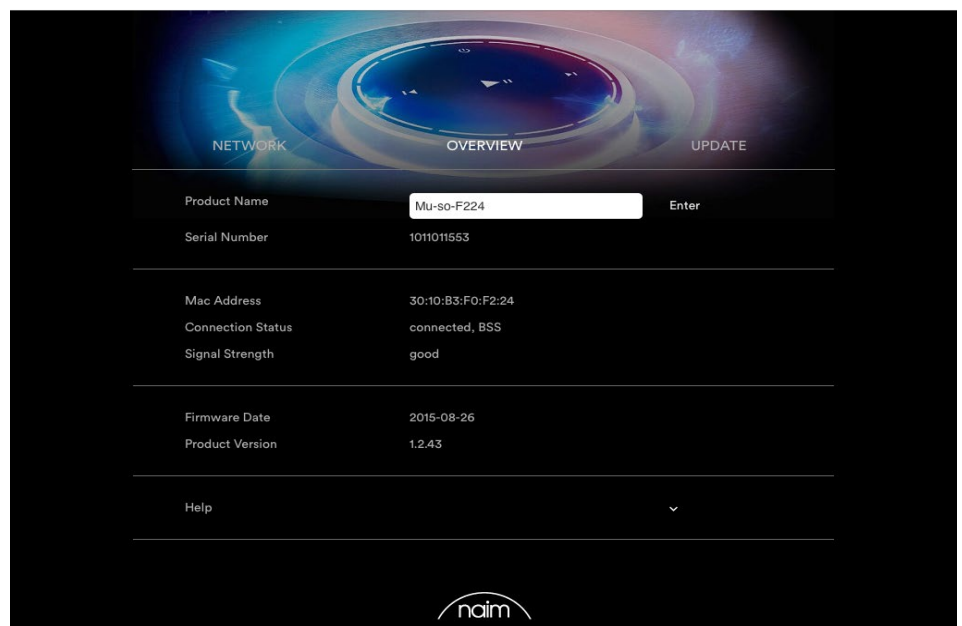 NETWORK OVERVIEW UPDATE
Product Name Mu-so-F224 Enter
Serial Number 1011011553
Mac Address 30:10:B3:F0:F2:24
Connection Status connected, BSS
Signal Strength good
Firmware Date 2015-08-26
Product Version 1.2.43
Help
naim